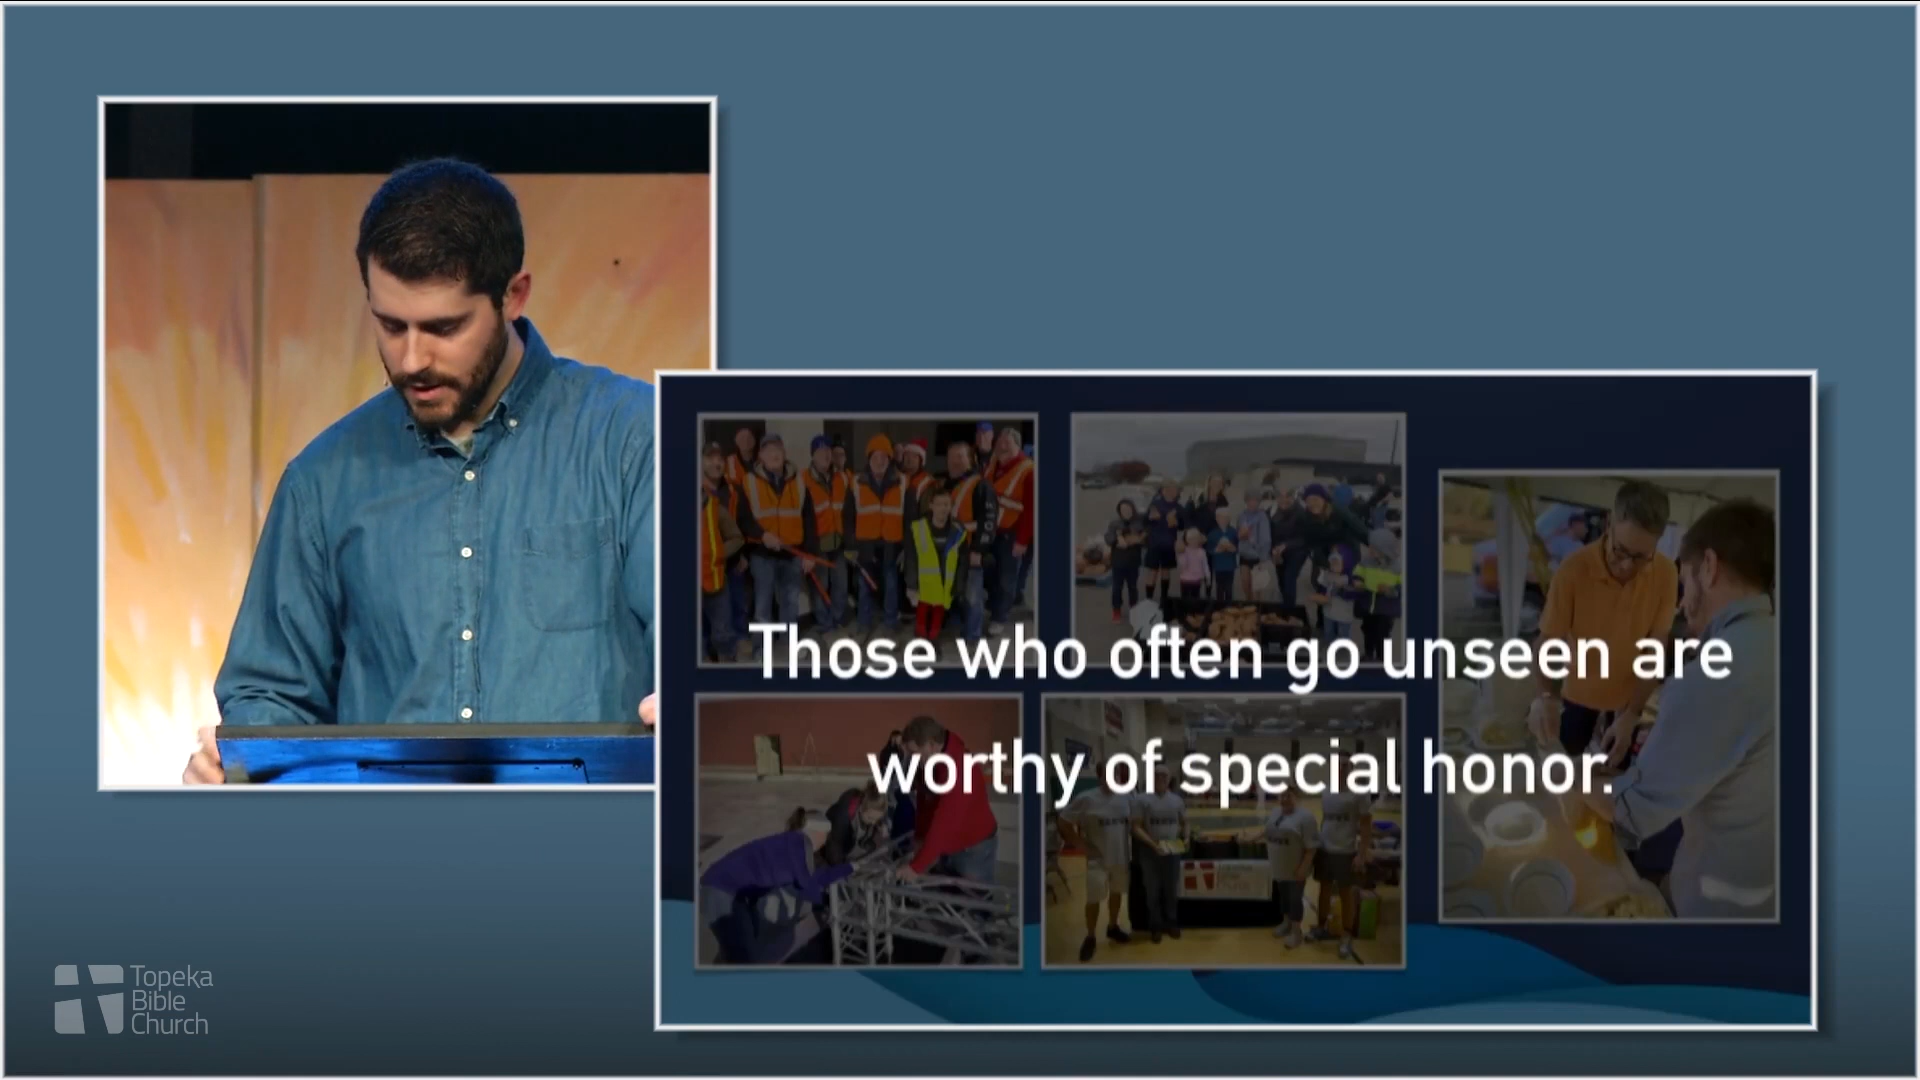 Those who often go unseen are
worthy of special honor.
Topeka
Bible
Church